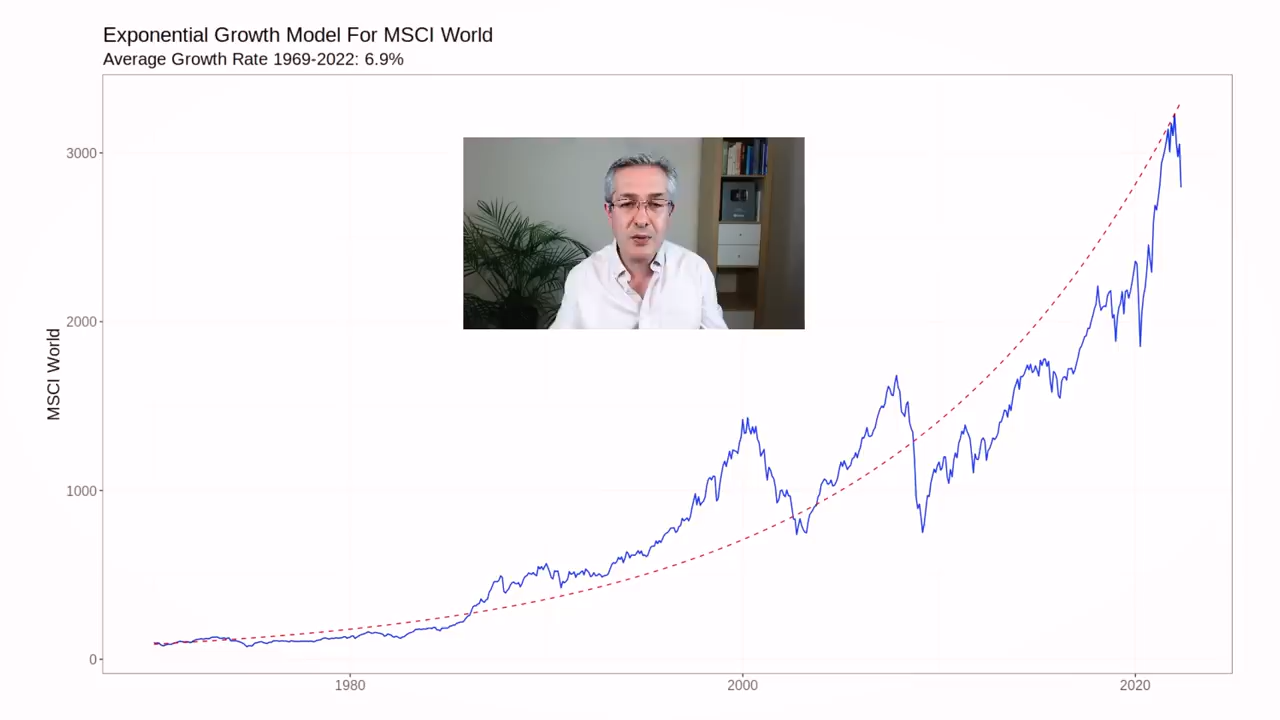 Exponential Growth Model For MSCI World
Average Growth Rate 1969-2022: 6.9%
MSCI World
3000
2000
1000
0
1980
2000
2020